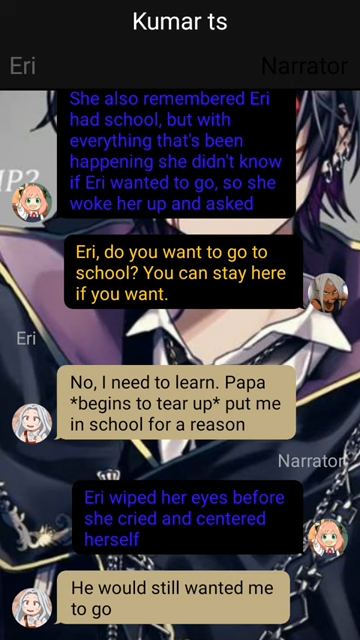 Kumar ts
Eri
Narrator
She also remembered Eri
had school, but with
everything that's been
happening she didn't know
if Eri wanted to go, so she
woke her up and asked
IP?
Eri, do you want to go to
school? You can stay here
if you want.
Eri
No, I need to learn. Papa
*begins to tear up* put me
in school for a reason
Narrator
Eri wiped her eyes before
she cried and centered
herself
He would still wanted me
to go